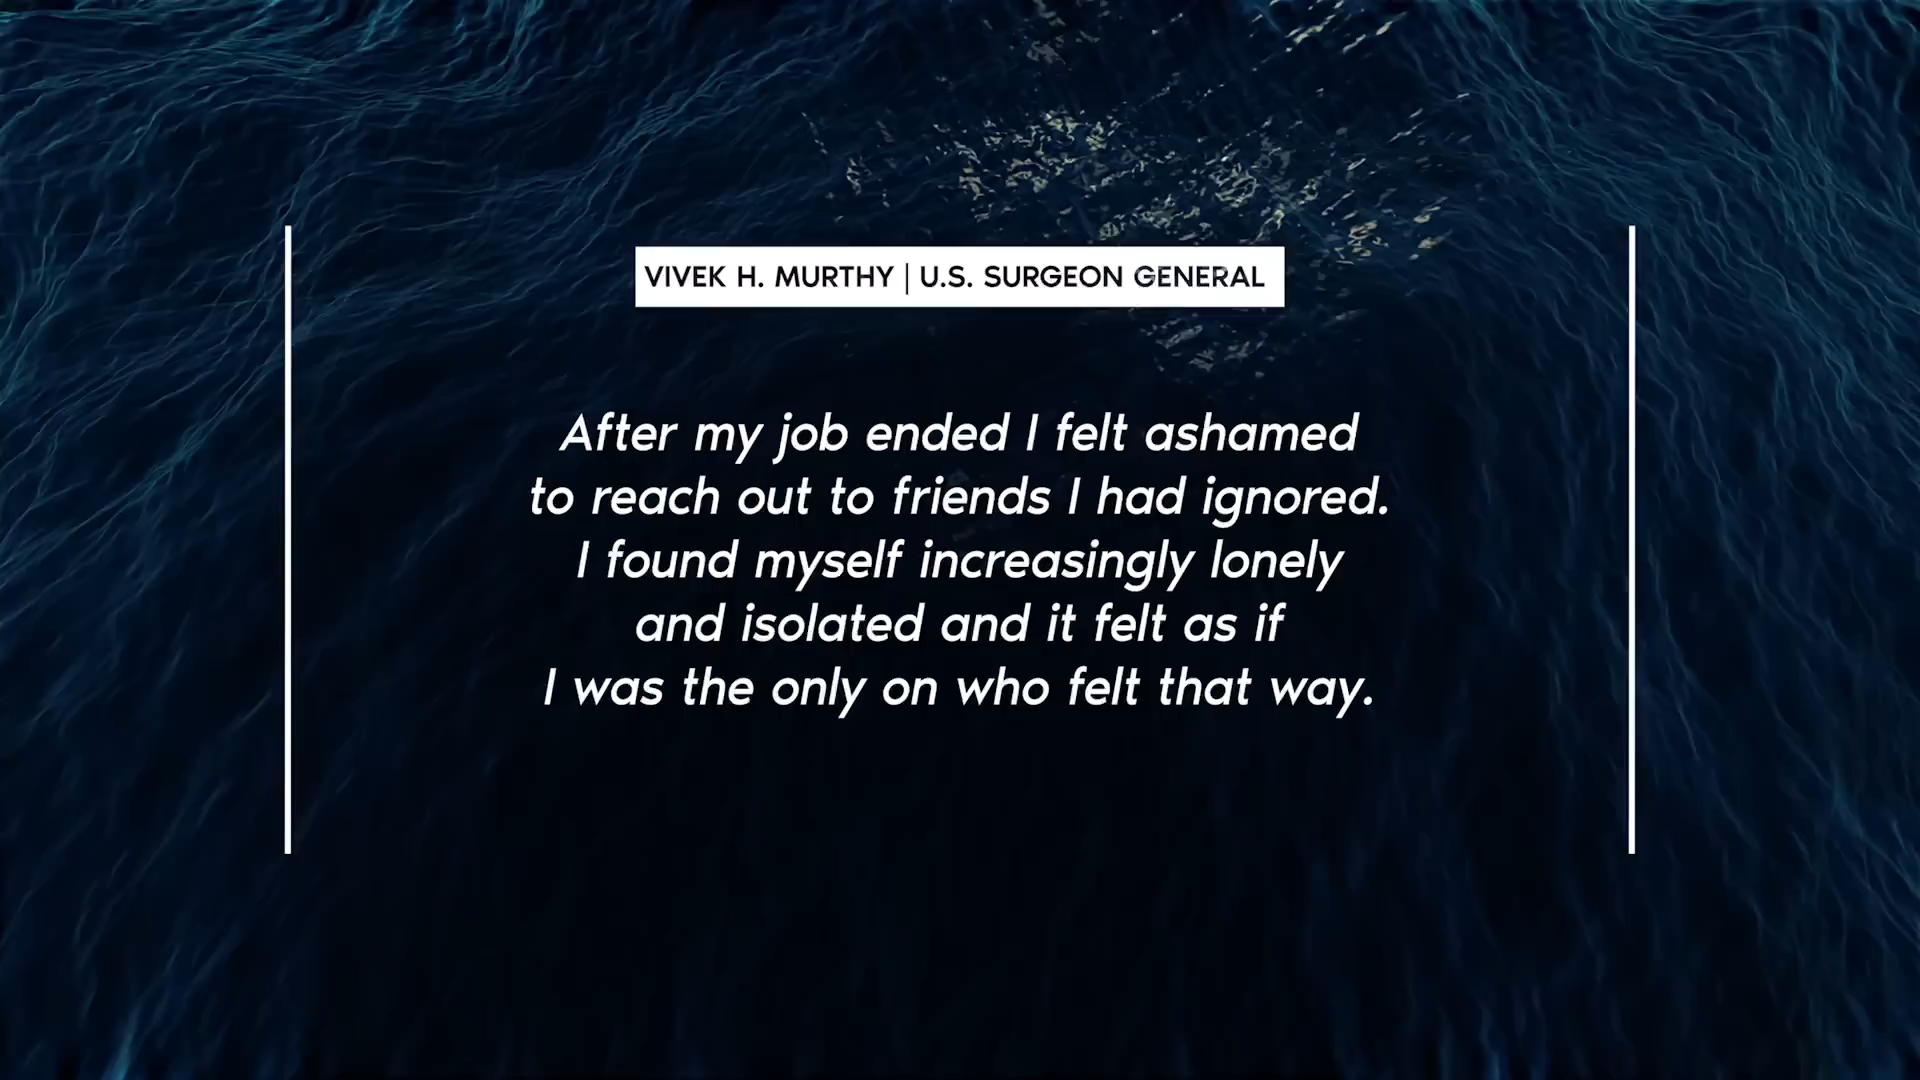 VIVEK H. MURTHY | U.S. SURGEON GENERAL
After my job ended I felt ashamed
to reach out to friends I had ignored.
I found myself increasingly lonely
and isolated and it felt as if
I was the only on who felt that way.